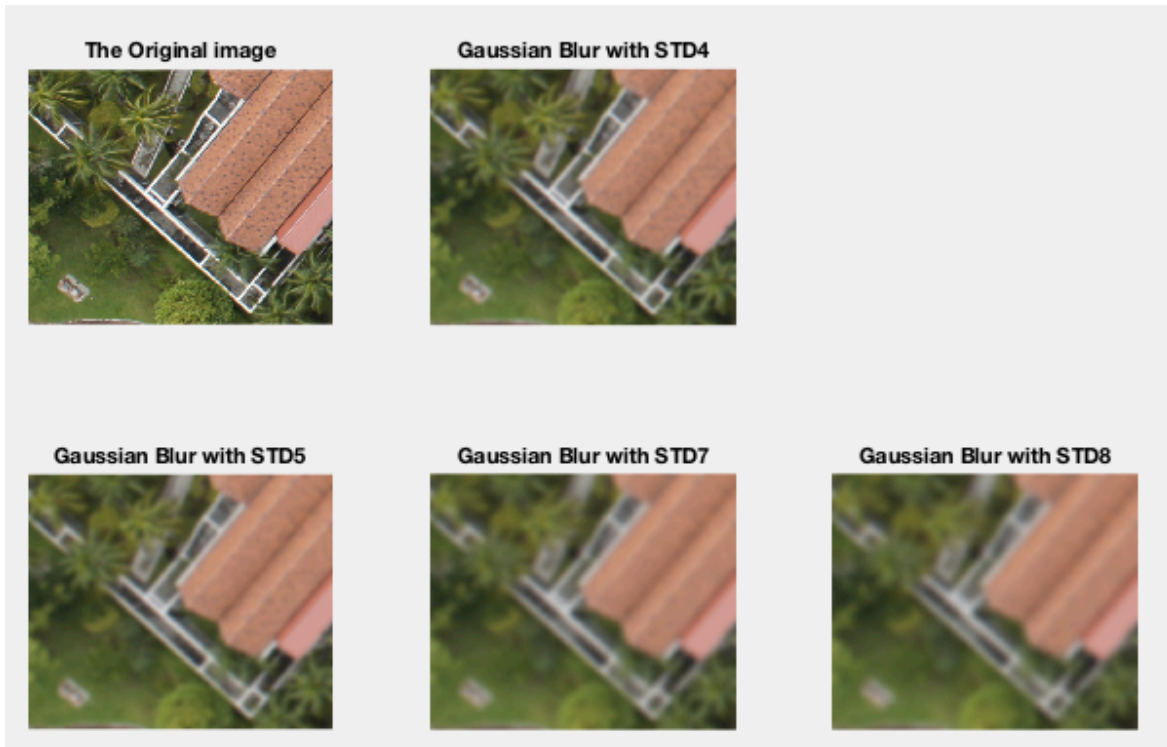 The Original image
Gaussian Blur with STD4
Gaussian Blur with STD5
Gaussian Blur with STD7
Gaussian Blur with STD8